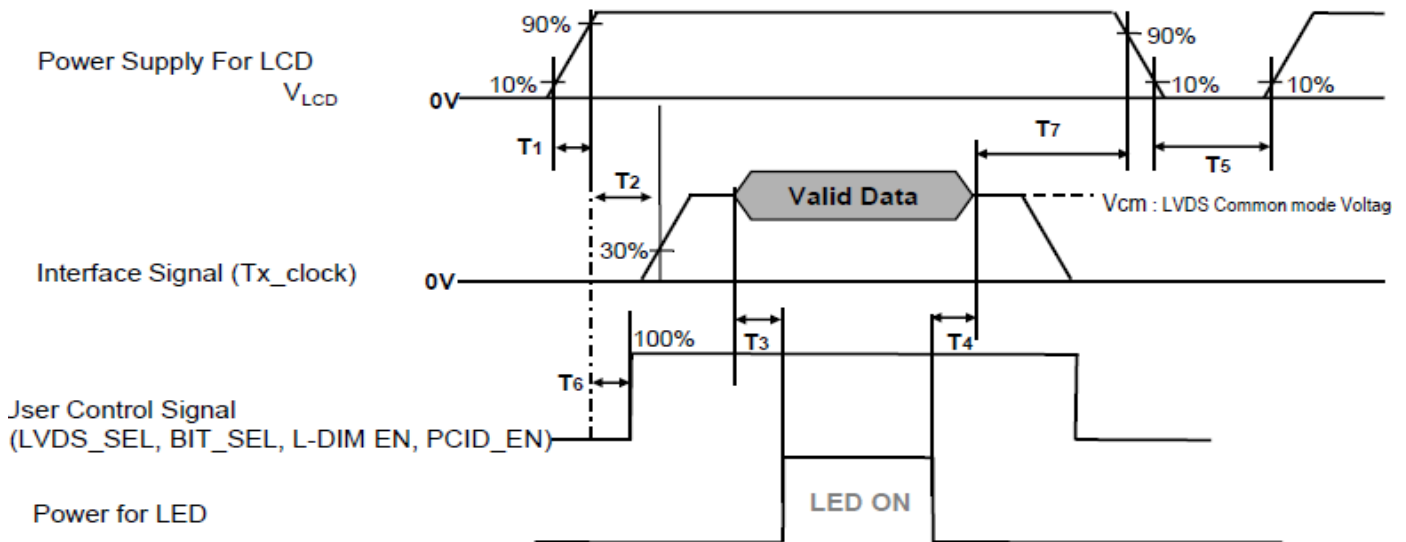 90%
90%
Power Supply For LCD
V_LCD
10%
10%
10%
0V
T1
T7
T5
T2
Valid Data
Vcm : LVDS Common mode Voltag
30%
Interface Signal (Tx_clock)
0V
100%
T3
T4
T6
User Control Signal
(LVDS_SEL, BIT_SEL, L-DIM EN, PCID_EN)
LED ON
Power for LED